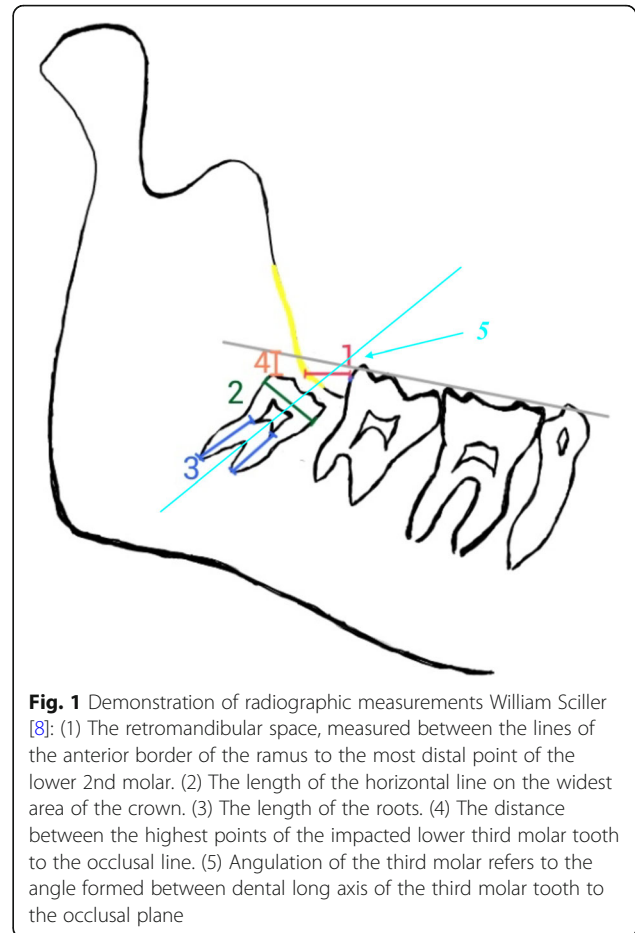 1
4
5
2
3
Fig. 1 Demonstration of radiographic measurements William Sciller
[8]: (1) The retromandibular space, measured between the lines of
the anterior border of the ramus to the most distal point of the
lower 2nd molar. (2) The length of the horizontal line on the widest
area of the crown. (3) The length of the roots. (4) The distance
between the highest points of the impacted lower third molar tooth
to the occlusal line. (5) Angulation of the third molar refers to the
angle formed between dental long axis of the third molar tooth to
the occlusal plane